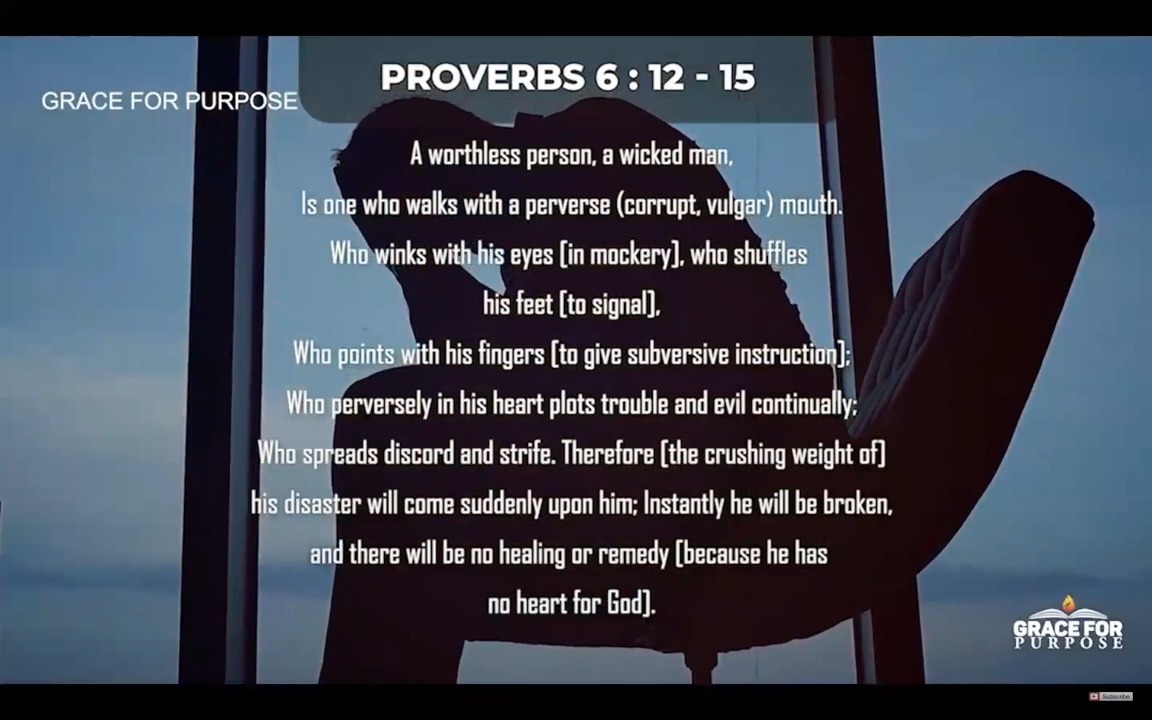 PROVERBS 6 : 12 - 15
GRACE FOR PURPOSE
A worthless person, a wicked man,
Is one who walks with a perverse (corrupt, vulgar) mouth.
Who winks with his eyes [in mockery], who shuffles
his feet [to signal],
Who points with his fingers [to give subversive instruction];
Who perversely in his heart plots trouble and evil continually;
Who spreads discord and strife. Therefore [the crushing weight of]
his disaster will come suddenly upon him; Instantly he will be broken,
and there will be no healing or remedy [because he has
no heart for God].
GRACE FOR
PURPOSE
Subscribe